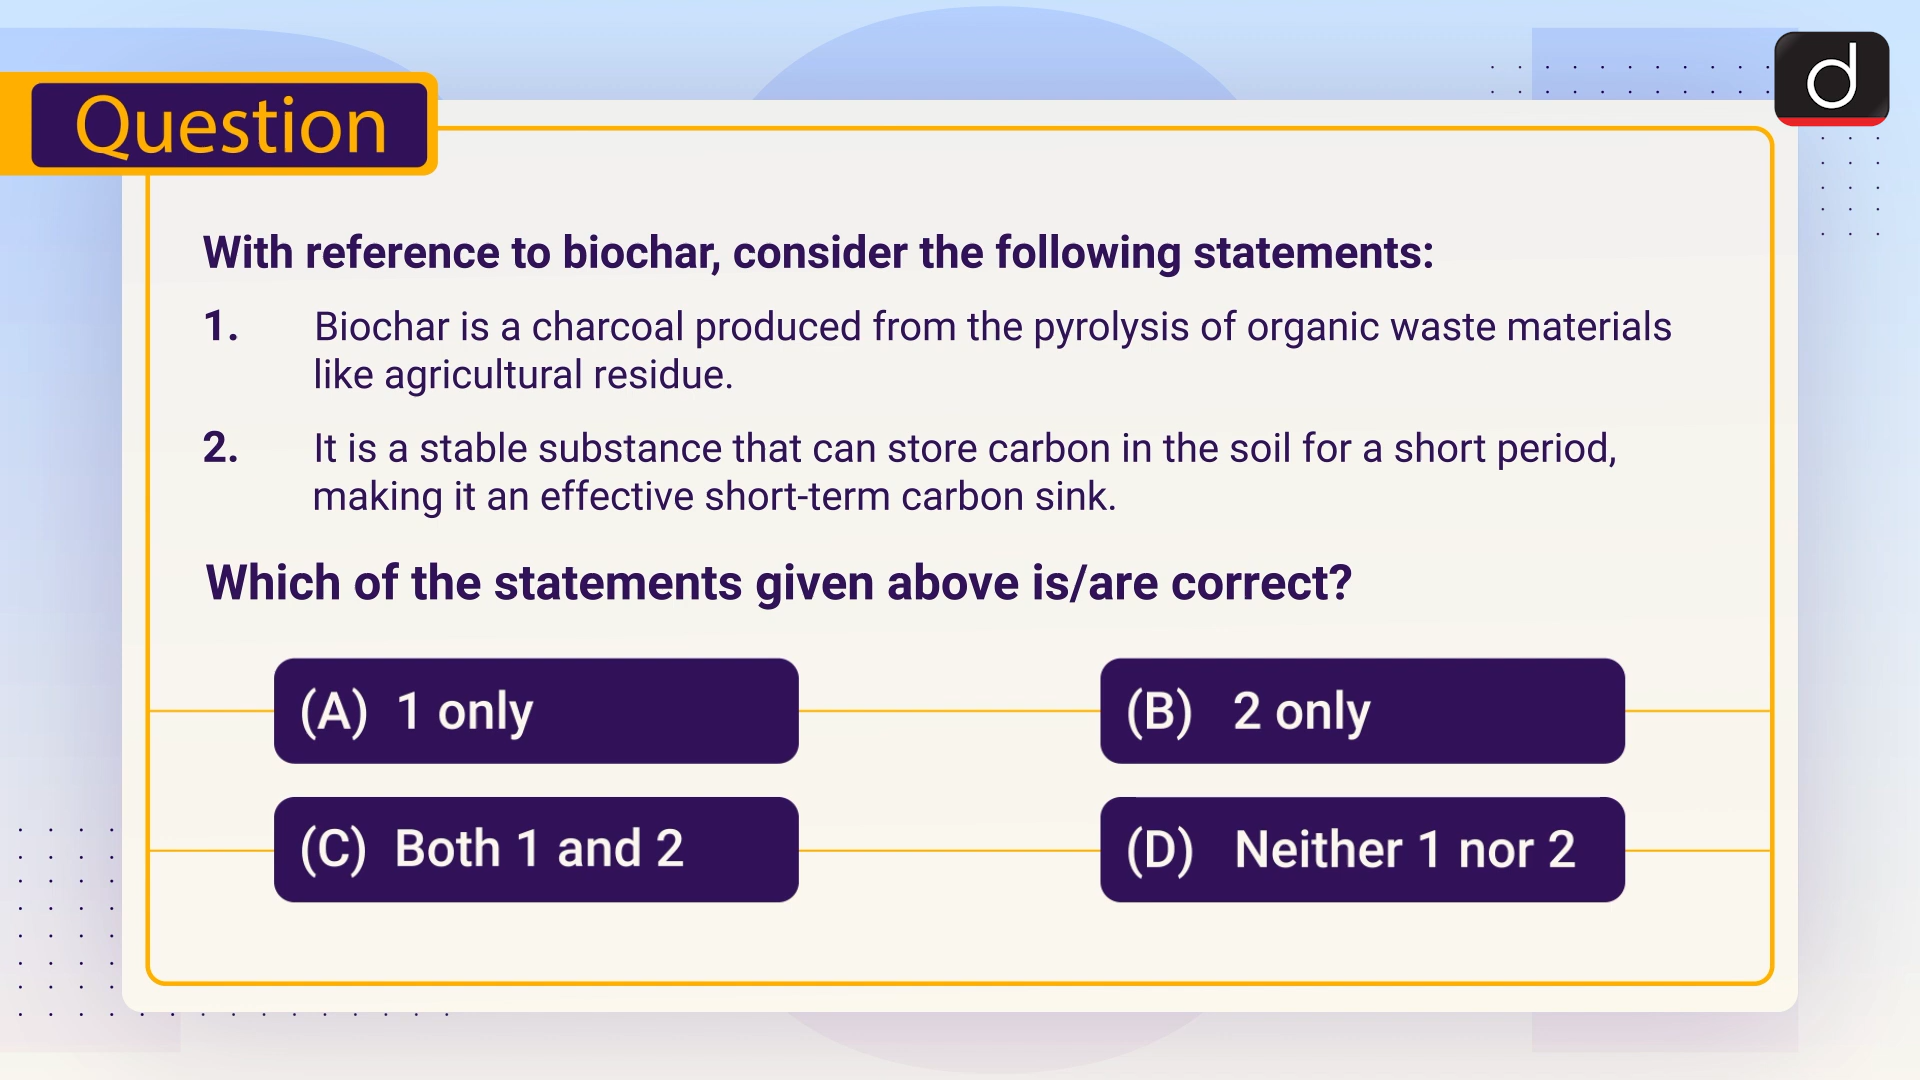 Question
d
With reference to biochar, consider the following statements:
1. Biochar is a charcoal produced from the pyrolysis of organic waste materials
like agricultural residue.
2. It is a stable substance that can store carbon in the soil for a short period,
making it an effective short-term carbon sink.
Which of the statements given above is/are correct?
(A) 1 only
(B) 2 only
(C) Both 1 and 2
(D) Neither 1 nor 2